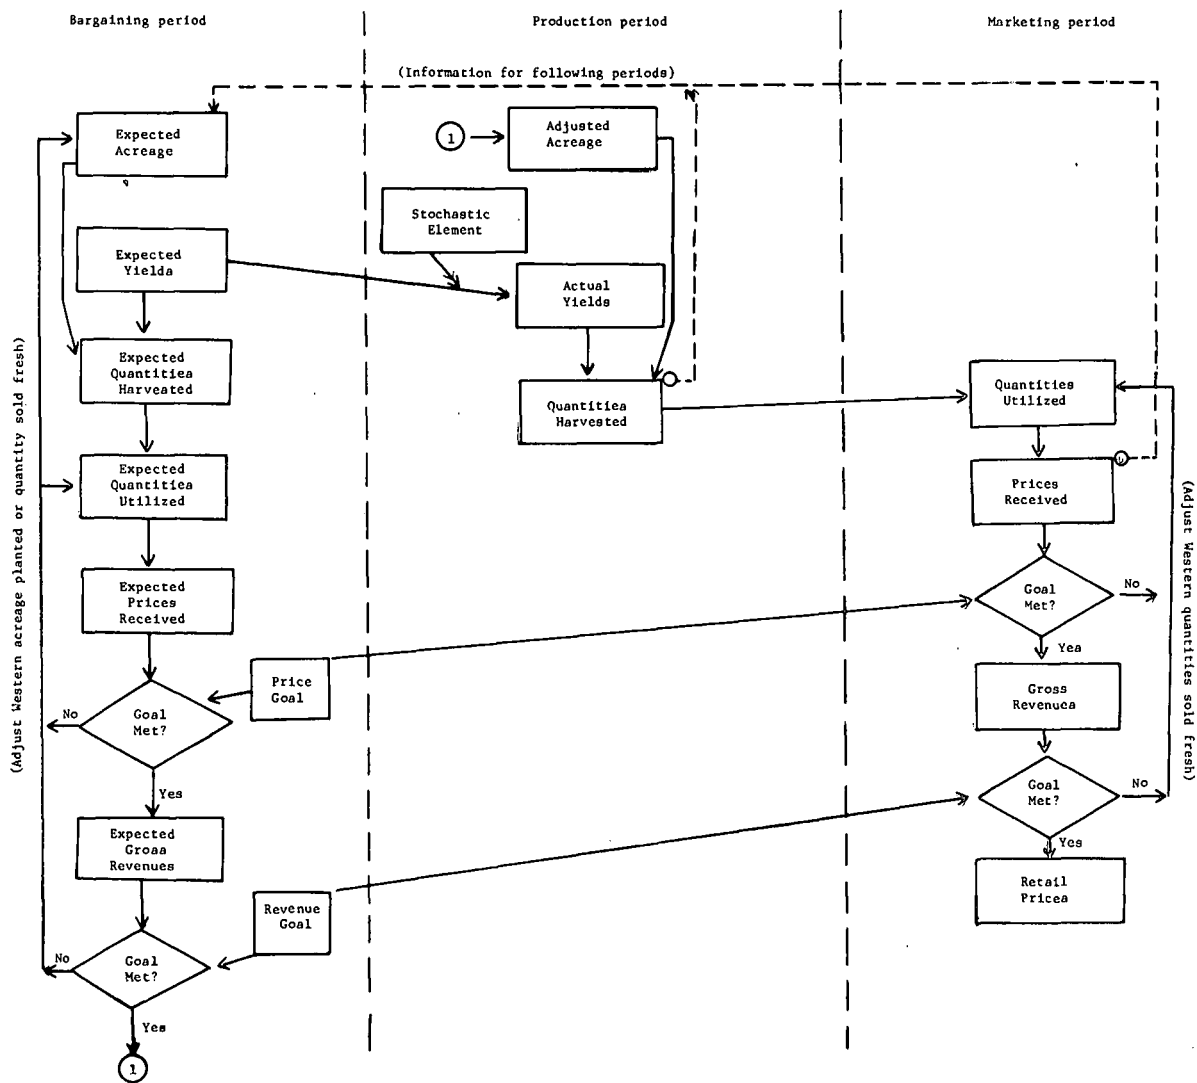 Bargaining period
Production period
Marketing period
(Information for following periods)
Expected
Acreage
1
Adjusted
Acreage
Stochastic
Element
Expected
Yielda
Actual
Yields
Expected
Quantitiea
Harveated
Quantitiea
Harvested
Quantities
Utilized
Expected
Quantitiea
Utilized
Prices
Received
Expected
Prices
Received
Goal
Met?
No
Yea
Price
Goal
Goal
Met?
No
Yes
Gross
Revenuea
Goal
Met?
No
Yes
Expected
Groaa
Revenues
Retail
Pricea
Revenue
Goal
Goal
Met?
No
Yes
1
(Adjust Western acreage planted or quantity sold fresh)
(Adjust Western quantities sold fresh)